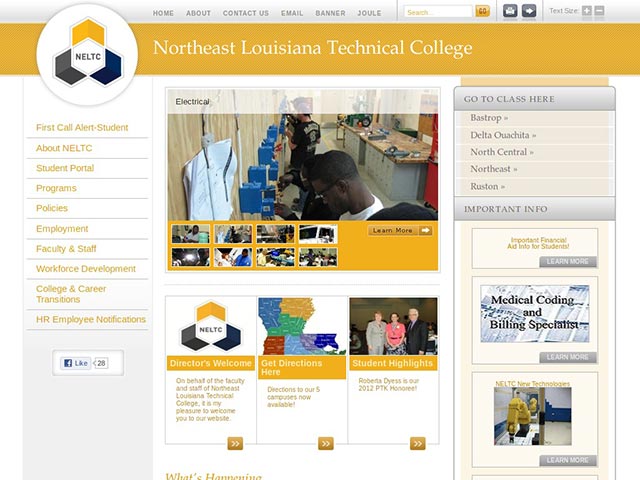 HOME ABOUT CONTACT US EMAIL BANNER JOULE
Search ...
GO
Text Size:
NELTC
Northeast Louisiana Technical College
First Call Alert-Student
About NELTC
Student Portal
Programs
Policies
Employment
Faculty & Staff
Workforce Development
College & Career
Transitions
HR Employee Notifications
Like 28
Electrical
Learn More
NELTC
Director's Welcome
On behalf of the faculty
and staff of Northeast
Louisiana Technical
College, it is my
pleasure to welcome
you to our website.
Get Directions
Here
Directions to our 5
campuses now
available!
Student Highlights
Roberta Dyess is our
2012 PTK Honoree!
What's Happening
GO TO CLASS HERE
Bastrop »
Delta Ouachita »
North Central »
Northeast »
Ruston »
IMPORTANT INFO
Important Financial
Aid Info for Students!
LEARN MORE
Medical Coding
and
Billing Specialist
LEARN MORE
NELTC New Technologies
LEARN MORE